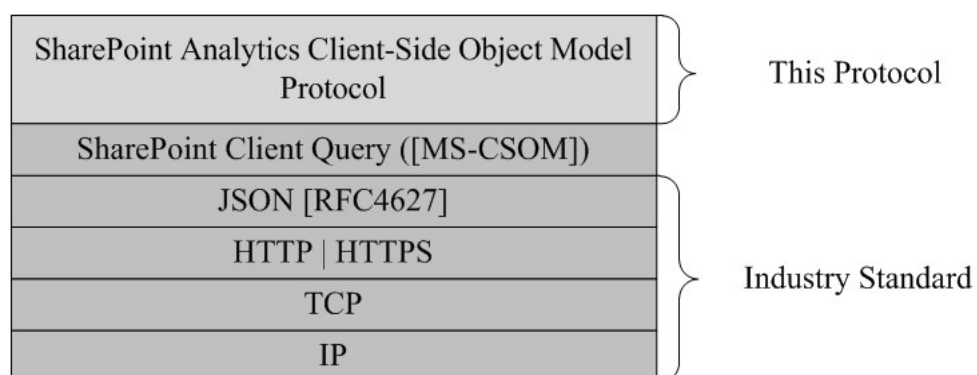 SharePoint Analytics Client-Side Object Model
Protocol
This Protocol
SharePoint Client Query ([MS-CSOM])
JSON [RFC4627]
HTTP | HTTPS
TCP
IP
Industry Standard